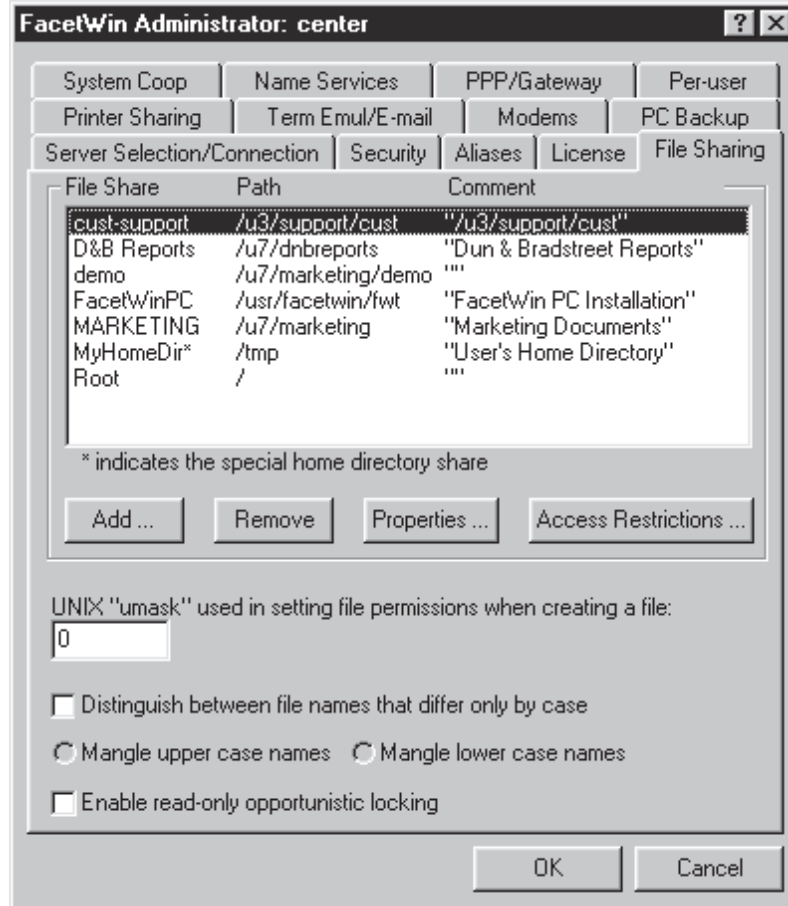 FacetWin Administrator: center
? X
System Coop Name Services PPP/Gateway Per-user
Printer Sharing Term Emul/E-mail Modems PC Backup
Server Selection/Connection Security Aliases License File Sharing
File Share Path Comment
cust-support /u3/support/cust "/u3/support/cust"
D&B Reports /u7/dnbreports "Dun & Bradstreet Reports"
demo /u7/marketing/demo ""
FacetWinPC /usr/facetwin/fwt "FacetWin PC Installation"
MARKETING /u7/marketing "Marketing Documents"
MyHomeDir* /tmp "User's Home Directory"
Root / ""
* indicates the special home directory share
Add ... Remove Properties ... Access Restrictions ...
UNIX "umask" used in setting file permissions when creating a file:
0
Distinguish between file names that differ only by case
Mangle upper case names Mangle lower case names
Enable read-only opportunistic locking
OK Cancel